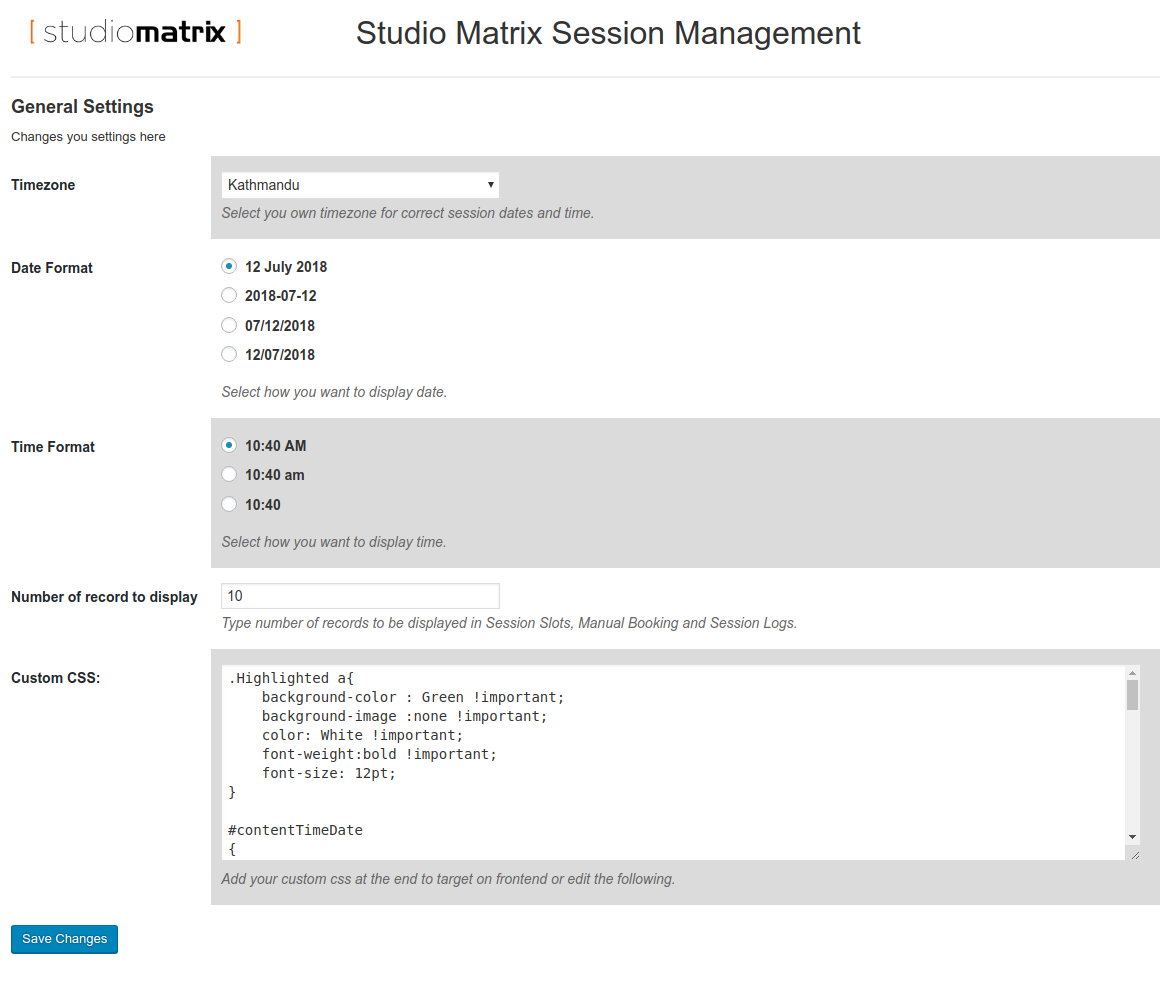 [ studiomatrix ]
Studio Matrix Session Management
General Settings
Changes you settings here
Timezone
Kathmandu
Select you own timezone for correct session dates and time.
Date Format
12 July 2018
2018-07-12
07/12/2018
12/07/2018
Select how you want to display date.
Time Format
10:40 AM
10:40 am
10:40
Select how you want to display time.
Number of record to display
10
Type number of records to be displayed in Session Slots, Manual Booking and Session Logs.
Custom CSS:
.Highlighted a{
    background-color : Green !important;
    background-image :none !important;
    color: White !important;
    font-weight:bold !important;
    font-size: 12pt;
}

#contentTimeDate
{
Add your custom css at the end to target on frontend or edit the following.
Save Changes